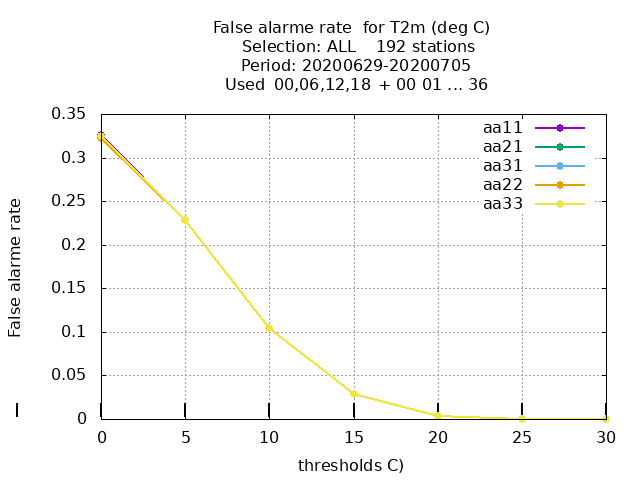 False alarme rate  for T2m (deg C)
Selection: ALL    192 stations
Period: 20200629-20200705
Used  00,06,12,18  + 00 01 ... 36
0.35
0.3
0.25
0.2
0.15
0.1
0.05
0
False alarme rate
aa11
aa21
aa31
aa22
aa33
0 5 10 15 20 25 30
thresholds C)